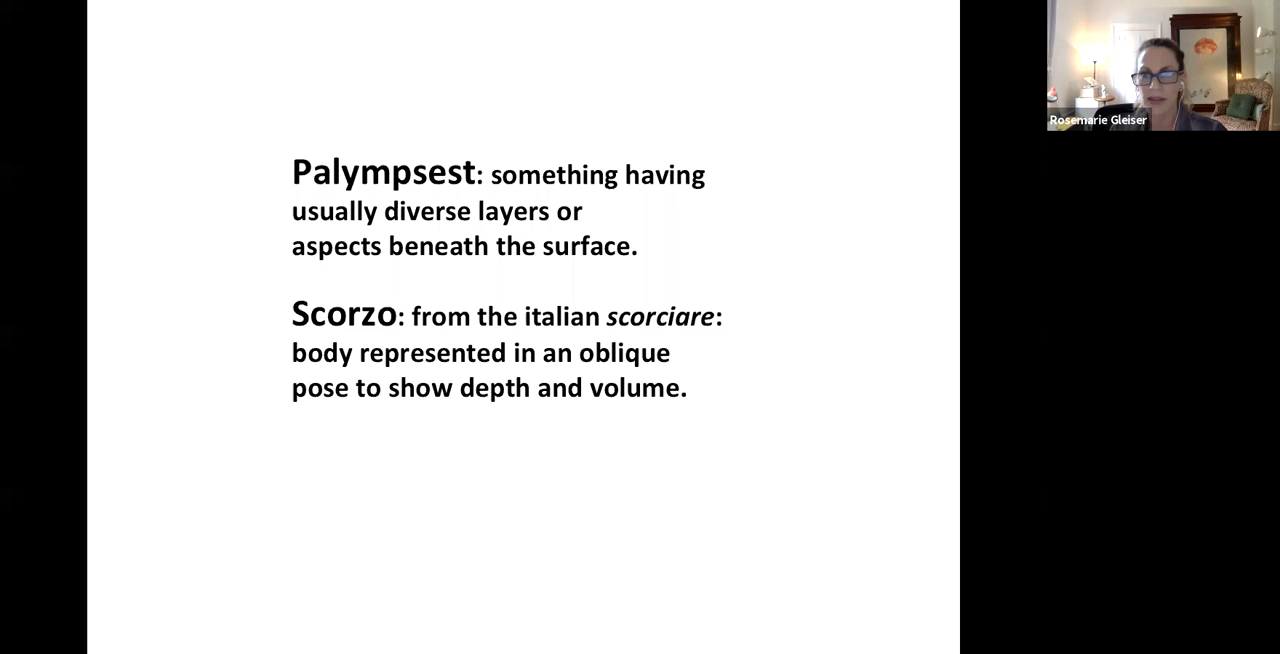 Palympsest: something having
usually diverse layers or
aspects beneath the surface.
Scorzo: from the italian scorciare:
body represented in an oblique
pose to show depth and volume.
Rosemarie Gleiser